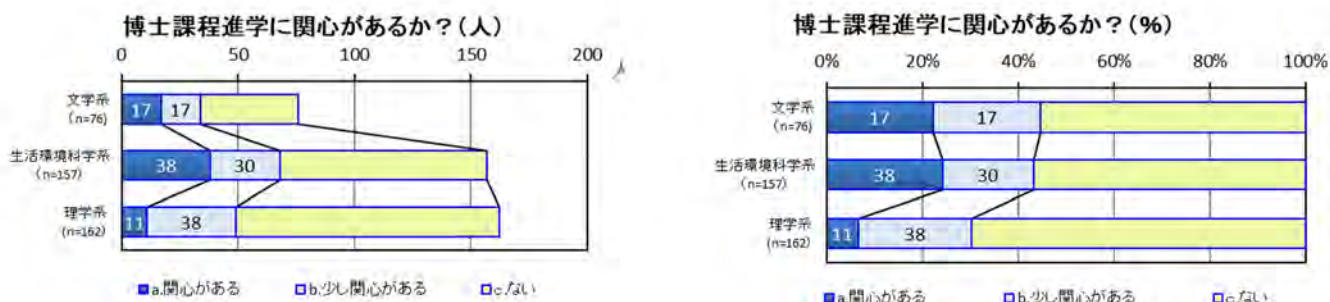 博士課程進学に関心があるか？（人）
0 50 100 150 200
人
文学系
（n=76)
17 17
生活環境科学系
（n=157)
38 30
理学系
(n=162)
11 38
a.関心がある b.少し関心がある c.ない
博士課程進学に関心があるか？（%）
0% 20% 40% 60% 80% 100%
文学系
（n=76)
17 17
生活環境科学系
（n=157)
38 30
理学系
(n=162)
11 38
a.関心がある b.少し関心がある c.ない